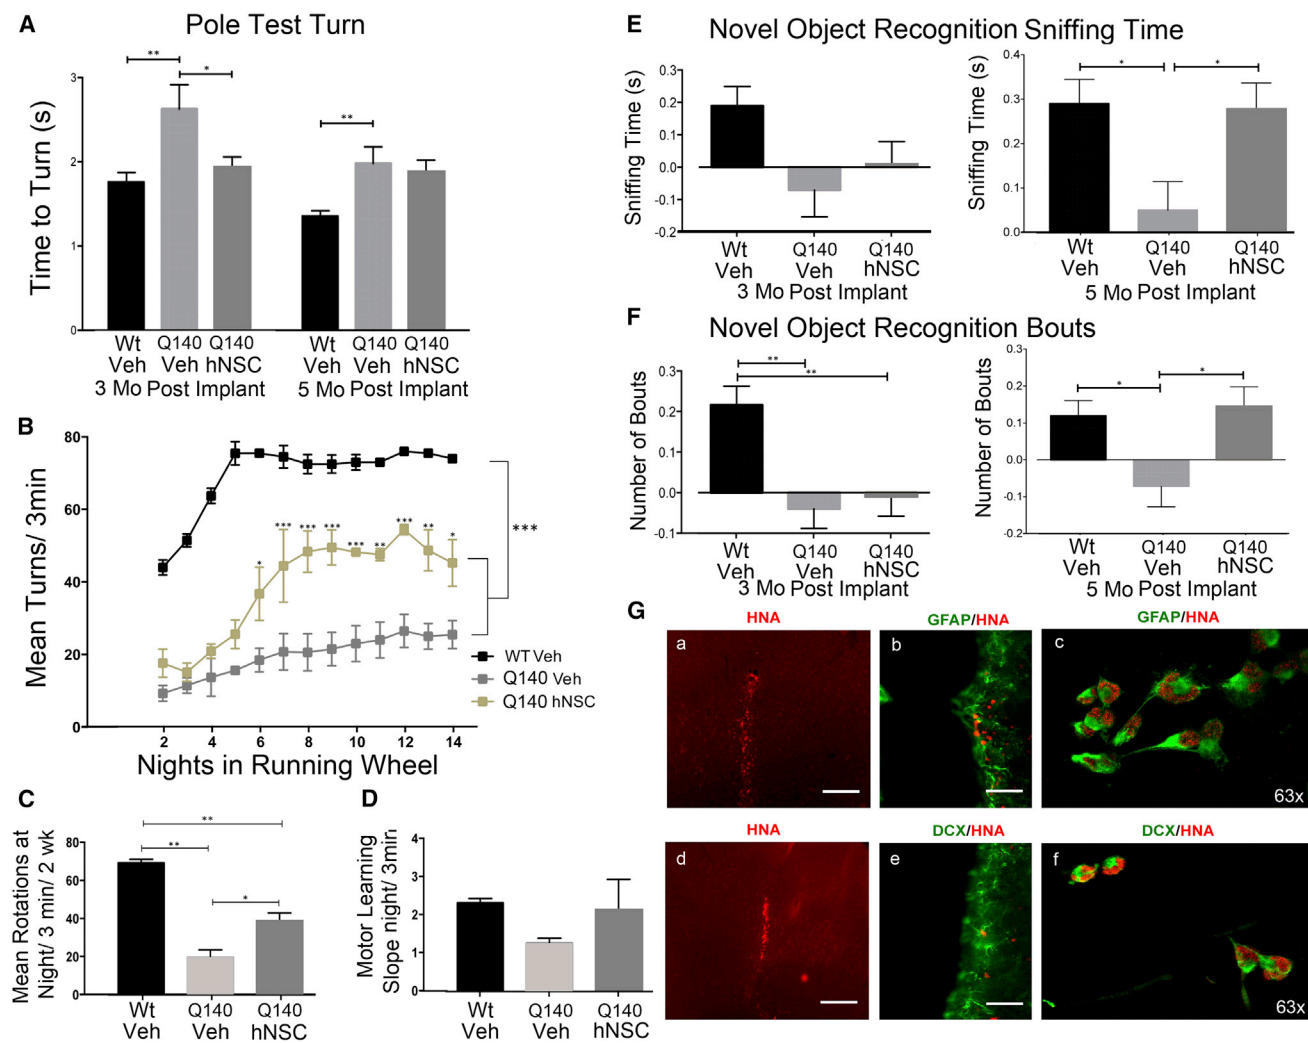 A
Pole Test Turn
**
*
**
Time to Turn (s)
3
2
1
0
Wt Veh
Q140 Veh
Q140 hNSC
Wt Veh
Q140 Veh
Q140 hNSC
3 Mo Post Implant
5 Mo Post Implant
B
Mean Turns/ 3min
80
60
40
20
0
*
***
***
***
***
**
***
**
*
***
WT Veh
Q140 Veh
Q140 hNSC
2 4 6 8 10 12 14
Nights in Running Wheel
C
Mean Rotations at
Night/ 3 min/ 2 wk
80
60
40
20
0
**
**
*
Wt Veh
Q140 Veh
Q140 hNSC
D
Motor Learning
Slope night/ 3min
4
3
2
1
0
Wt Veh
Q140 Veh
Q140 hNSC
E
Novel Object Recognition Sniffing Time
Sniffing Time (s)
0.3
0.2
0.1
0.0
-0.1
-0.2
Wt Veh
Q140 Veh
Q140 hNSC
3 Mo Post Implant
Sniffing Time (s)
0.4
0.3
0.2
0.1
0.0
*
*
Wt Veh
Q140 Veh
Q140 hNSC
5 Mo Post Implant
F
Novel Object Recognition Bouts
Number of Bouts
0.3
0.2
0.1
0.0
-0.1
**
**
Wt Veh
Q140 Veh
Q140 hNSC
3 Mo Post Implant
Number of Bouts
0.3
0.2
0.1
0.0
-0.1
-0.2
*
*
Wt Veh
Q140 Veh
Q140 hNSC
5 Mo Post Implant
G
HNA
GFAP/HNA
GFAP/HNA
a
b
c
63x
HNA
DCX/HNA
DCX/HNA
d
e
f
63x